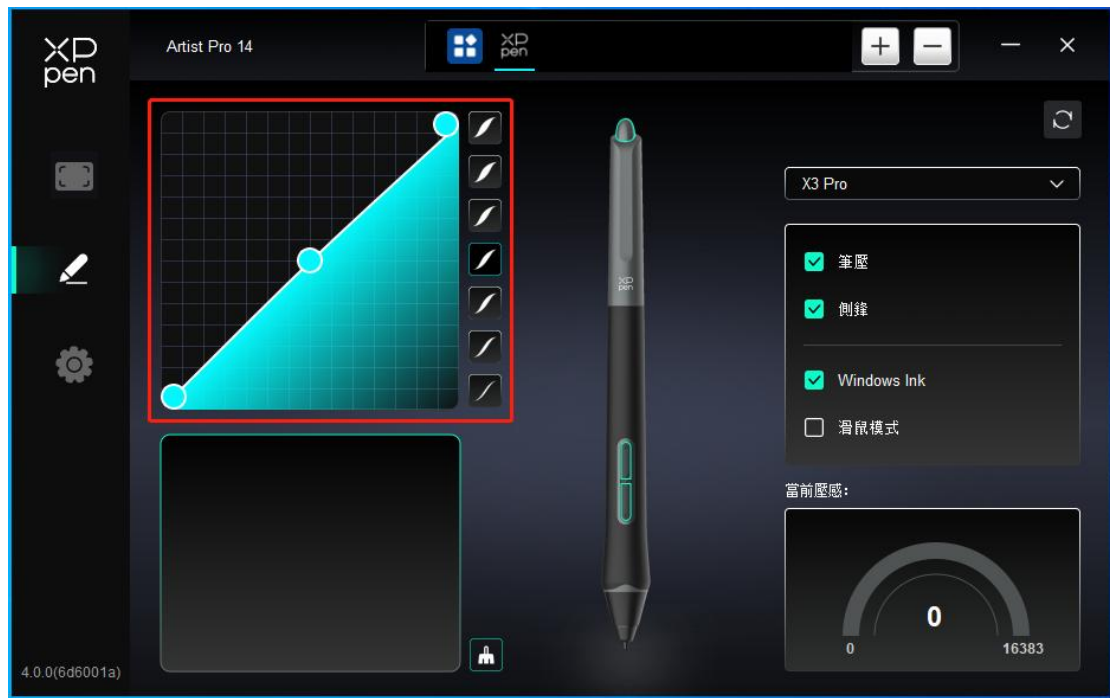 XP
pen
Artist Pro 14
XP
pen
X3 Pro
筆壓
側鋒
Windows Ink
滑鼠模式
XP
pen
當前壓感：
0
0
16383
4.0.0(6d6001a)